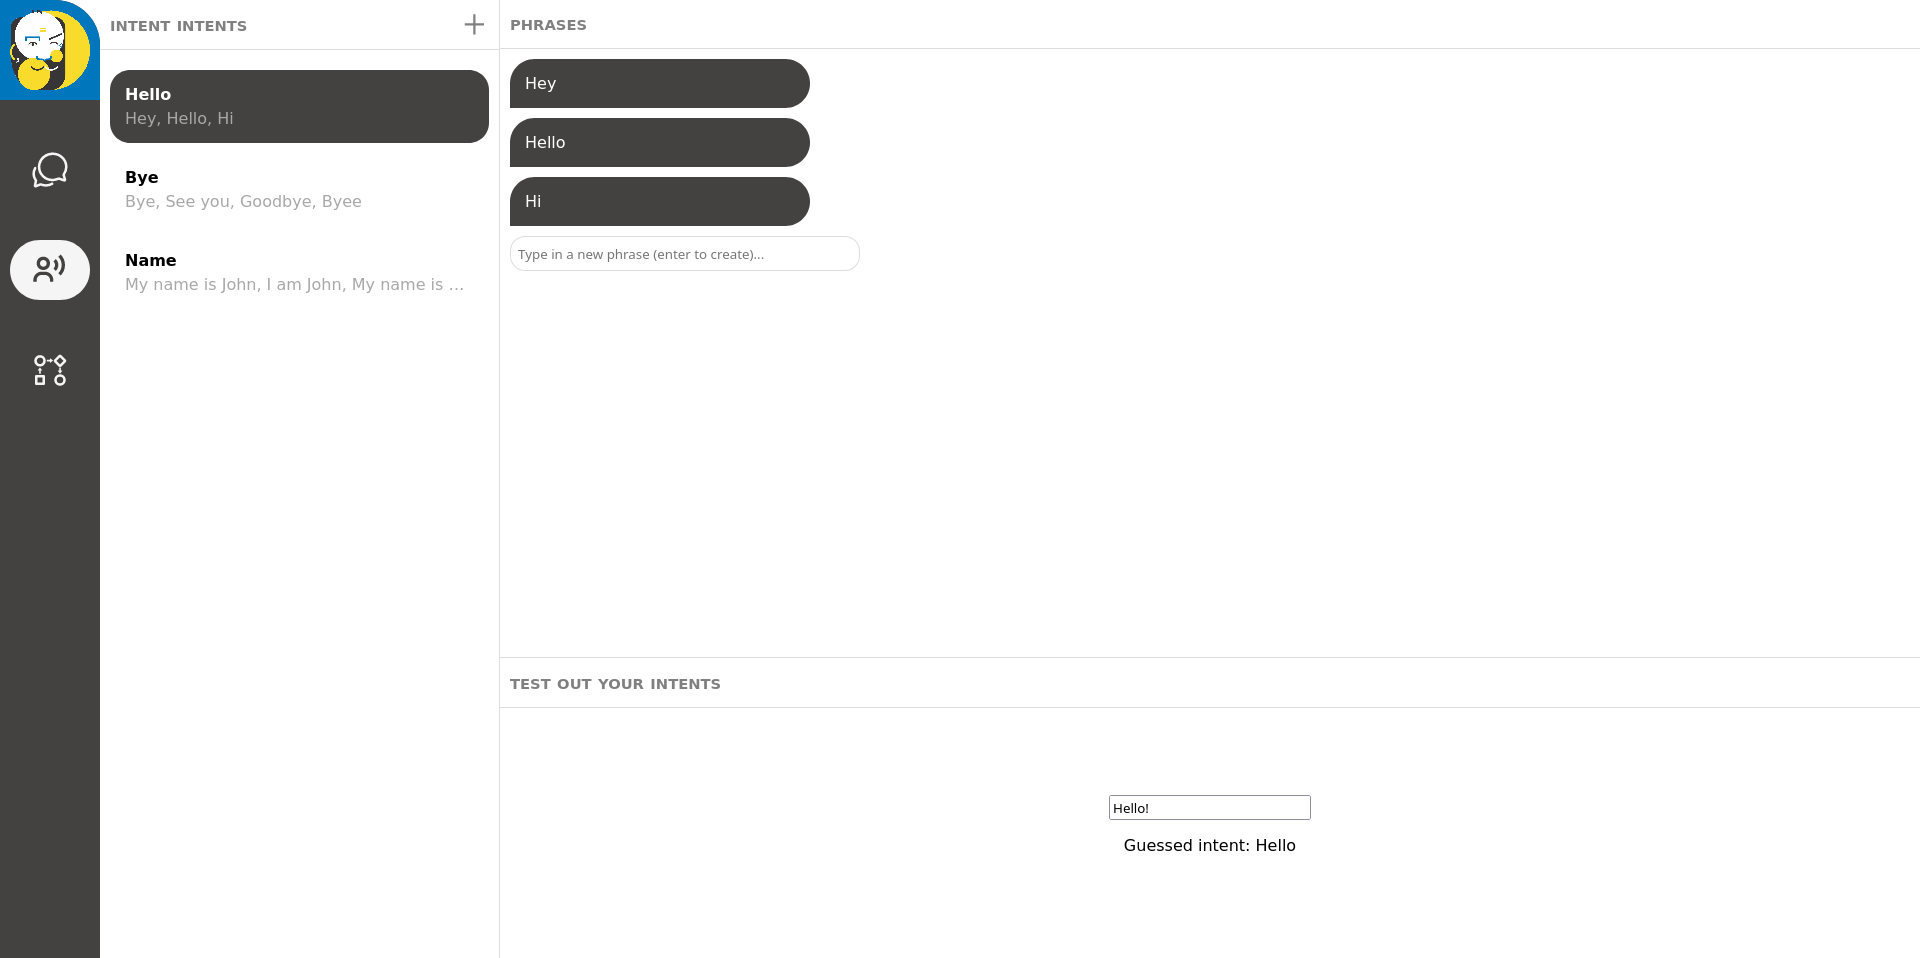 INTENT INTENTS
Hello
Hey, Hello, Hi
Bye
Bye, See you, Goodbye, Byee
Name
My name is John, I am John, My name is ...
PHRASES
Hey
Hello
Hi
Type in a new phrase (enter to create)...
TEST OUT YOUR INTENTS
Hello!
Guessed intent: Hello